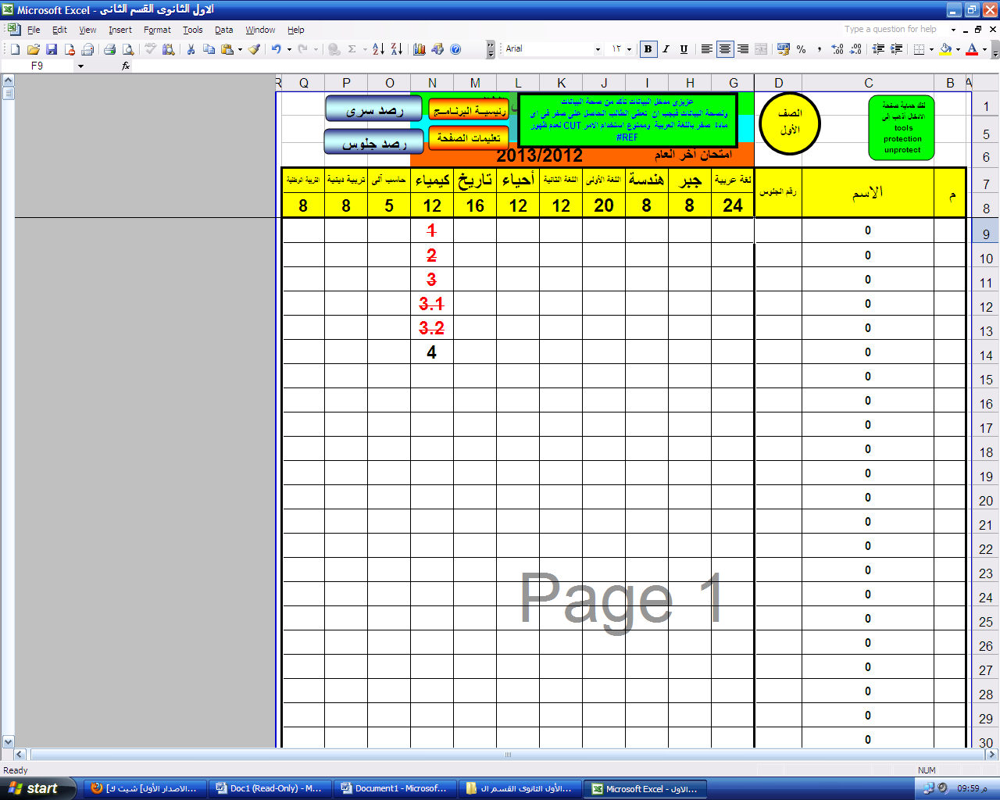 Microsoft Excel - الاول الثانوى القسم الثانى
File Edit View Insert Format Tools Data Window Help
Type a question for help
Arial ١٢ B I U
F9 fx
R Q P O N M L K J I H G D C B A
1
رصد سرى
رئيسية البرنامج
عزيزى مدخل البيانات تأكد من صحة البيانات
ولصحة البيانات فيجب ان تعطى الطالب الحاصل على صفر فى اى
مادة صفر باللغة العربية وممنوع استخدام الامر CUT لعدم ظهور
#REF
الصف
الأول
لفك حماية صفحة
الادخال أذهب الى
tools
protection
unprotect
5
رصد جلوس
تعليمات الصفحة
6
امتحان أخر العام 2013/2012
7
م الاسم رقم الجلوس لغة عربية جبر هندسة اللغة الأولى اللغة الثانية أحياء تاريخ كيمياء حاسب ألى تربية دينية التربية الوطنية
8
24 8 8 20 12 12 16 12 5 8 8
9 0 1
10 0 2
11 0 3
12 0 3.1
13 0 3.2
14 0 4
15 0
16 0
17 0
18 0
19 0
20 0
21 0
22 0
23 0
24 0
25 0
26 0
27 0
28 0
29 0
30 0
Page 1
Ready NUM
start
[الاصدار الأول] شيت ك...
Doc1 (Read-Only) - M...
Document1 - Microsof...
الأول الثانوى القسم ال...
Microsoft Excel - الاول...
09:59 م